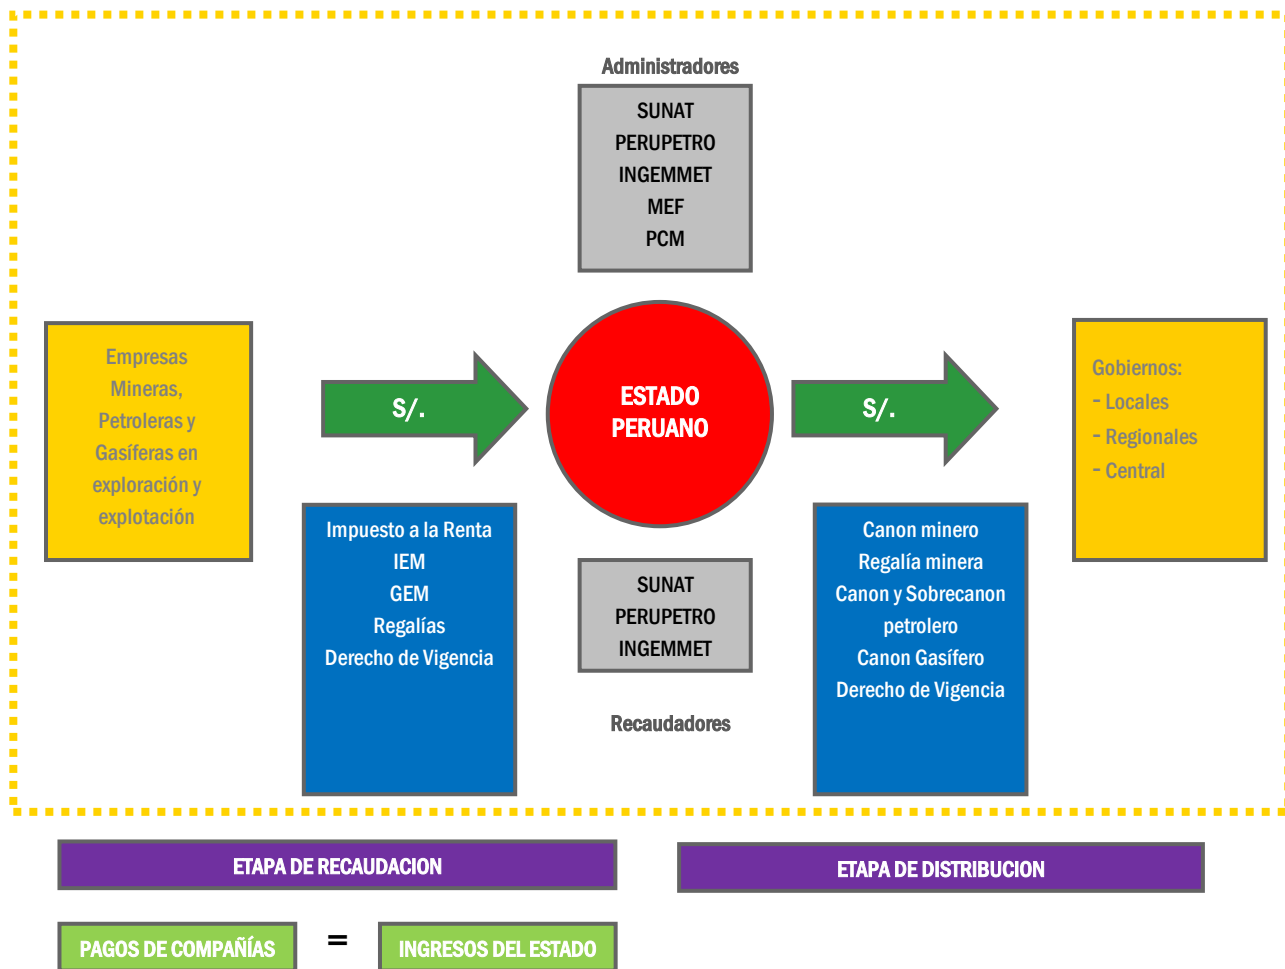 Administradores
SUNAT
PERUPETRO
INGEMMET
MEF
PCM
Empresas
Mineras,
Petroleras y
Gasíferas en
exploración y
explotación
S/.
ESTADO
PERUANO
S/.
Gobiernos:
- Locales
- Regionales
- Central
Impuesto a la Renta
IEM
GEM
Regalías
Derecho de Vigencia
SUNAT
PERUPETRO
INGEMMET
Recaudadores
Canon minero
Regalía minera
Canon y Sobrecanon
petrolero
Canon Gasífero
Derecho de Vigencia
ETAPA DE RECAUDACION
ETAPA DE DISTRIBUCION
PAGOS DE COMPAÑÍAS
=
INGRESOS DEL ESTADO